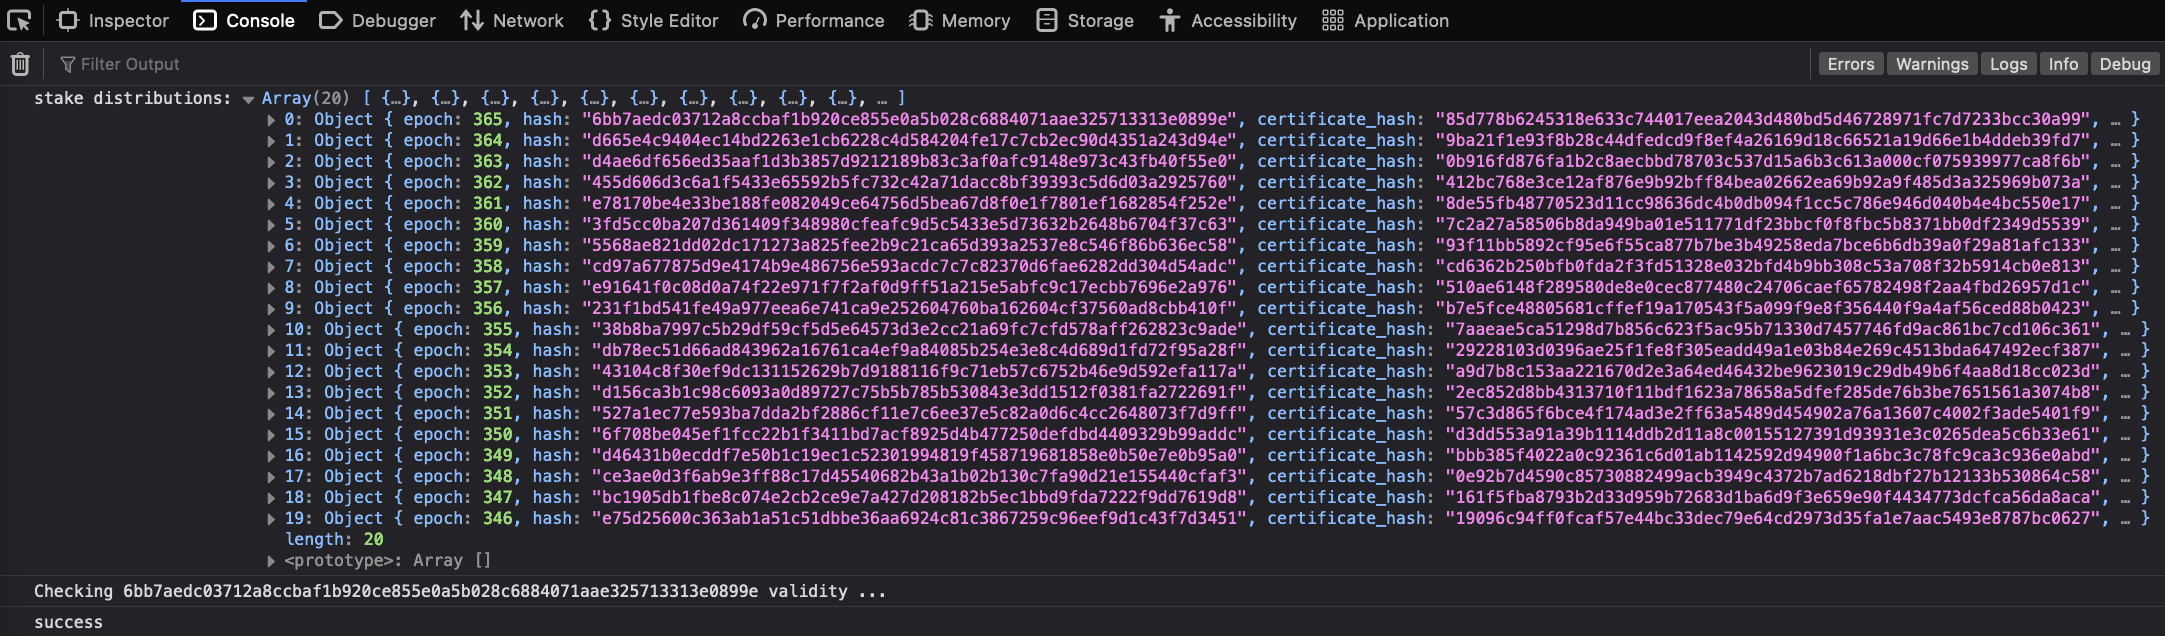 Inspector Console Debugger Network Style Editor Performance Memory Storage Accessibility Application
Filter Output Errors Warnings Logs Info Debug
stake distributions: Array(20) [ {…}, {…}, {…}, {…}, {…}, {…}, {…}, {…}, {…}, {…}, … ]
0: Object { epoch: 365, hash: "6bb7aedc03712a8ccbaf1b920ce855e0a5b028c6884071aae325713313e0899e", certificate_hash: "85d778b6245318e633c744017eea2043d480bd5d46728971fc7d7233bcc30a99", … }
1: Object { epoch: 364, hash: "d665e4c9404ec14bd2263e1cb6228c4d584204fe17c7cb2ec90d4351a243d94e", certificate_hash: "9ba21f1e93f8b28c44dfedcd9f8ef4a26169d18c66521a19d66e1b4ddeb39fd7", … }
2: Object { epoch: 363, hash: "d4ae6df656ed35aaf1d3b3857d9212189b83c3af0afc9148e973c43fb40f55e0", certificate_hash: "0b916fd876fa1b2c8aecbbd78703c537d15a6b3c613a000cf075939977ca8f6b", … }
3: Object { epoch: 362, hash: "455d606d3c6a1f5433e65592b5fc732c42a71dacc8bf39393c5d6d03a2925760", certificate_hash: "412bc768e3ce12af876e9b92bff84bea02662ea69b92a9f485d3a325969b073a", … }
4: Object { epoch: 361, hash: "e78170be4e33be188fe082049ce64756d5bea67d8f0e1f7801ef1682854f252e", certificate_hash: "8de55fb48770523d11cc98636dc4b0db094f1cc5c786e946d040b4e4bc550e17", … }
5: Object { epoch: 360, hash: "3fd5cc0ba207d361409f348980cfeafc9d5c5433e5d73632b2648b6704f37c63", certificate_hash: "7c2a27a58506b8da949ba01e511771df23bbcf0f8fbc5b8371bb0df2349d5539", … }
6: Object { epoch: 359, hash: "5568ae821dd02dc171273a825fee2b9c21ca65d393a2537e8c546f86b636ec58", certificate_hash: "93f11bb5892cf95e6f55ca877b7be3b49258eda7bce6b6db39a0f29a81afc133", … }
7: Object { epoch: 358, hash: "cd97a677875d9e4174b9e486756e593acdc7c7c82370d6fae6282dd304d54adc", certificate_hash: "cd6362b250bfb0fda2f3fd51328e032bfd4b9bb308c53a708f32b5914cb0e813", … }
8: Object { epoch: 357, hash: "e91641f0c08d0a74f22e971f7f2af0d9ff51a215e5abfc9c17ecbb7696e2a976", certificate_hash: "510ae6148f289580de8e0cec877480c24706caef65782498f2aa4fbd26957d1c", … }
9: Object { epoch: 356, hash: "231f1bd541fe49a977eea6e741ca9e252604760ba162604cf37560ad8cbb410f", certificate_hash: "b7e5fce48805681cffef19a170543f5a099f9e8f356440f9a4af56ced88b0423", … }
10: Object { epoch: 355, hash: "38b8ba7997c5b29df59cf5d5e64573d3e2cc21a69fc7cfd578aff262823c9ade", certificate_hash: "7aaeae5ca51298d7b856c623f5ac95b71330d7457746fd9ac861bc7cd106c361", … }
11: Object { epoch: 354, hash: "db78ec51d66ad843962a16761ca4ef9a84085b254e3e8c4d689d1fd72f95a28f", certificate_hash: "29228103d0396ae25f1fe8f305eadd49a1e03b84e269c4513bda647492ecf387", … }
12: Object { epoch: 353, hash: "43104c8f30ef9dc131152629b7d9188116f9c71eb57c6752b46e9d592efa117a", certificate_hash: "a9d7b8c153aa221670d2e3a64ed46432be9623019c29db49b6f4aa8d18cc023d", … }
13: Object { epoch: 352, hash: "d156ca3b1c98c6093a0d89727c75b5b785b530843e3dd1512f0381fa2722691f", certificate_hash: "2ec852d8bb4313710f11bdf1623a78658a5dfef285de76b3be7651561a3074b8", … }
14: Object { epoch: 351, hash: "527a1ec77e593ba7dda2bf2886cf11e7c6ee37e5c82a0d6c4cc2648073f7d9ff", certificate_hash: "57c3d865f6bce4f174ad3e2ff63a5489d454902a76a13607c4002f3ade5401f9", … }
15: Object { epoch: 350, hash: "6f708be045ef1fcc22b1f3411bd7acf8925d4b477250defdbd4409329b99addc", certificate_hash: "d3dd553a91a39b1114ddb2d11a8c00155127391d93931e3c0265dea5c6b33e61", … }
16: Object { epoch: 349, hash: "d46431b0ecddf7e50b1c19ec1c52301994819f458719681858e0b50e7e0b95a0", certificate_hash: "bbb385f4022a0c92361c6d01ab1142592d94900f1a6bc3c78fc9ca3c936e0abd", … }
17: Object { epoch: 348, hash: "ce3ae0d3f6ab9e3ff88c17d45540682b43a1b02b130c7fa90d21e155440cfaf3", certificate_hash: "0e92b7d4590c85730882499acb3949c4372b7ad6218dbf27b12133b530864c58", … }
18: Object { epoch: 347, hash: "bc1905db1fbe8c074e2cb2ce9e7a427d208182b5ec1bbd9fda7222f9dd7619d8", certificate_hash: "161f5fba8793b2d33d959b72683d1ba6d9f3e659e90f4434773dcfca56da8aca", … }
19: Object { epoch: 346, hash: "e75d25600c363ab1a51c51dbbe36aa6924c81c3867259c96eef9d1c43f7d3451", certificate_hash: "19096c94ff0fcaf57e44bc33dec79e64cd2973d35fa1e7aac5493e8787bc0627", … }
length: 20
<prototype>: Array []
Checking 6bb7aedc03712a8ccbaf1b920ce855e0a5b028c6884071aae325713313e0899e validity ...
success